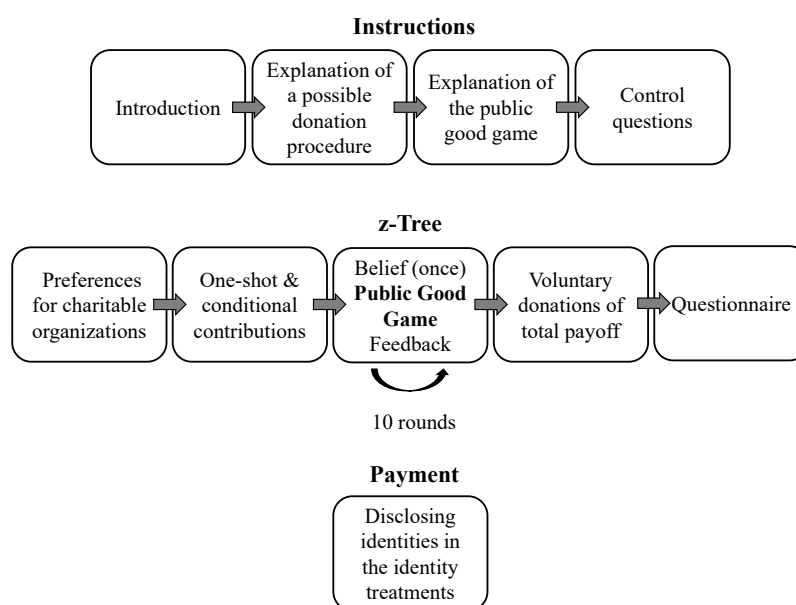 Instructions
Introduction
Explanation of
a possible
donation
procedure
Explanation of
the public
good game
Control
questions
z-Tree
Preferences
for charitable
organizations
One-shot &
conditional
contributions
Belief (once)
Public Good
Game
Feedback
Voluntary
donations of
total payoff
Questionnaire
10 rounds
Payment
Disclosing
identities in
the identity
treatments